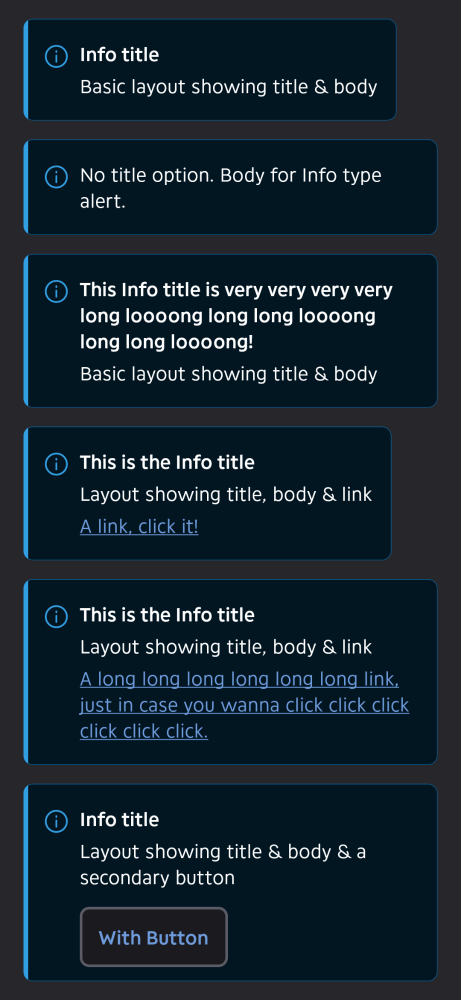 Info title
Basic layout showing title & body
No title option. Body for Info type
alert.
This Info title is very very very very
long loooong long long loooong
long long loooong!
Basic layout showing title & body
This is the Info title
Layout showing title, body & link
A link, click it!
This is the Info title
Layout showing title, body & link
A long long long long long long link,
just in case you wanna click click click
click click click.
Info title
Layout showing title & body & a
secondary button
With Button